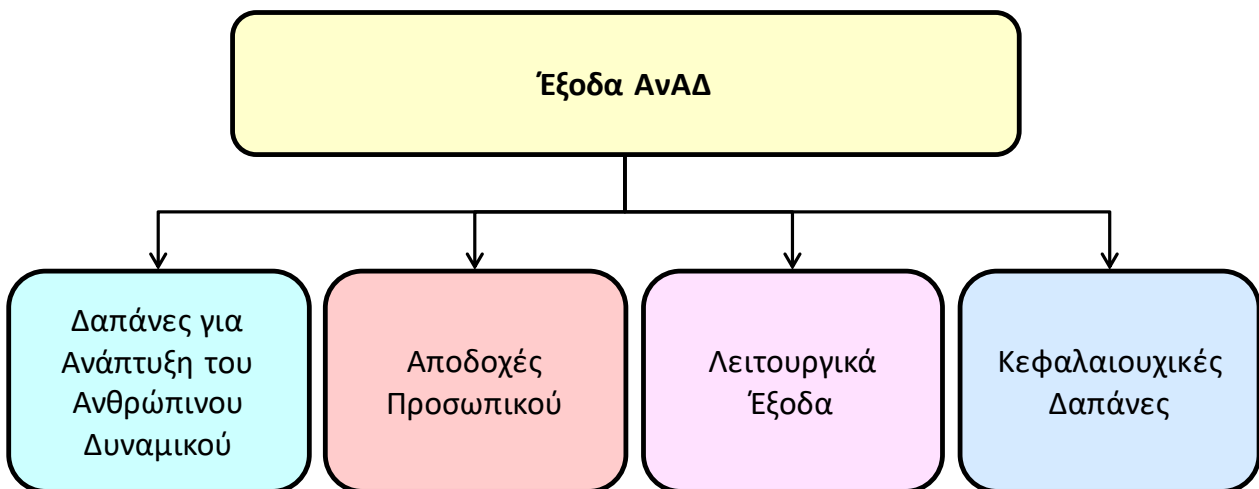 Έξοδα ΑνΑΔ
Δαπάνες για
Ανάπτυξη του
Ανθρώπινου
Δυναμικού
Αποδοχές
Προσωπικού
Λειτουργικά
Έξοδα
Κεφαλαιουχικές
Δαπάνες